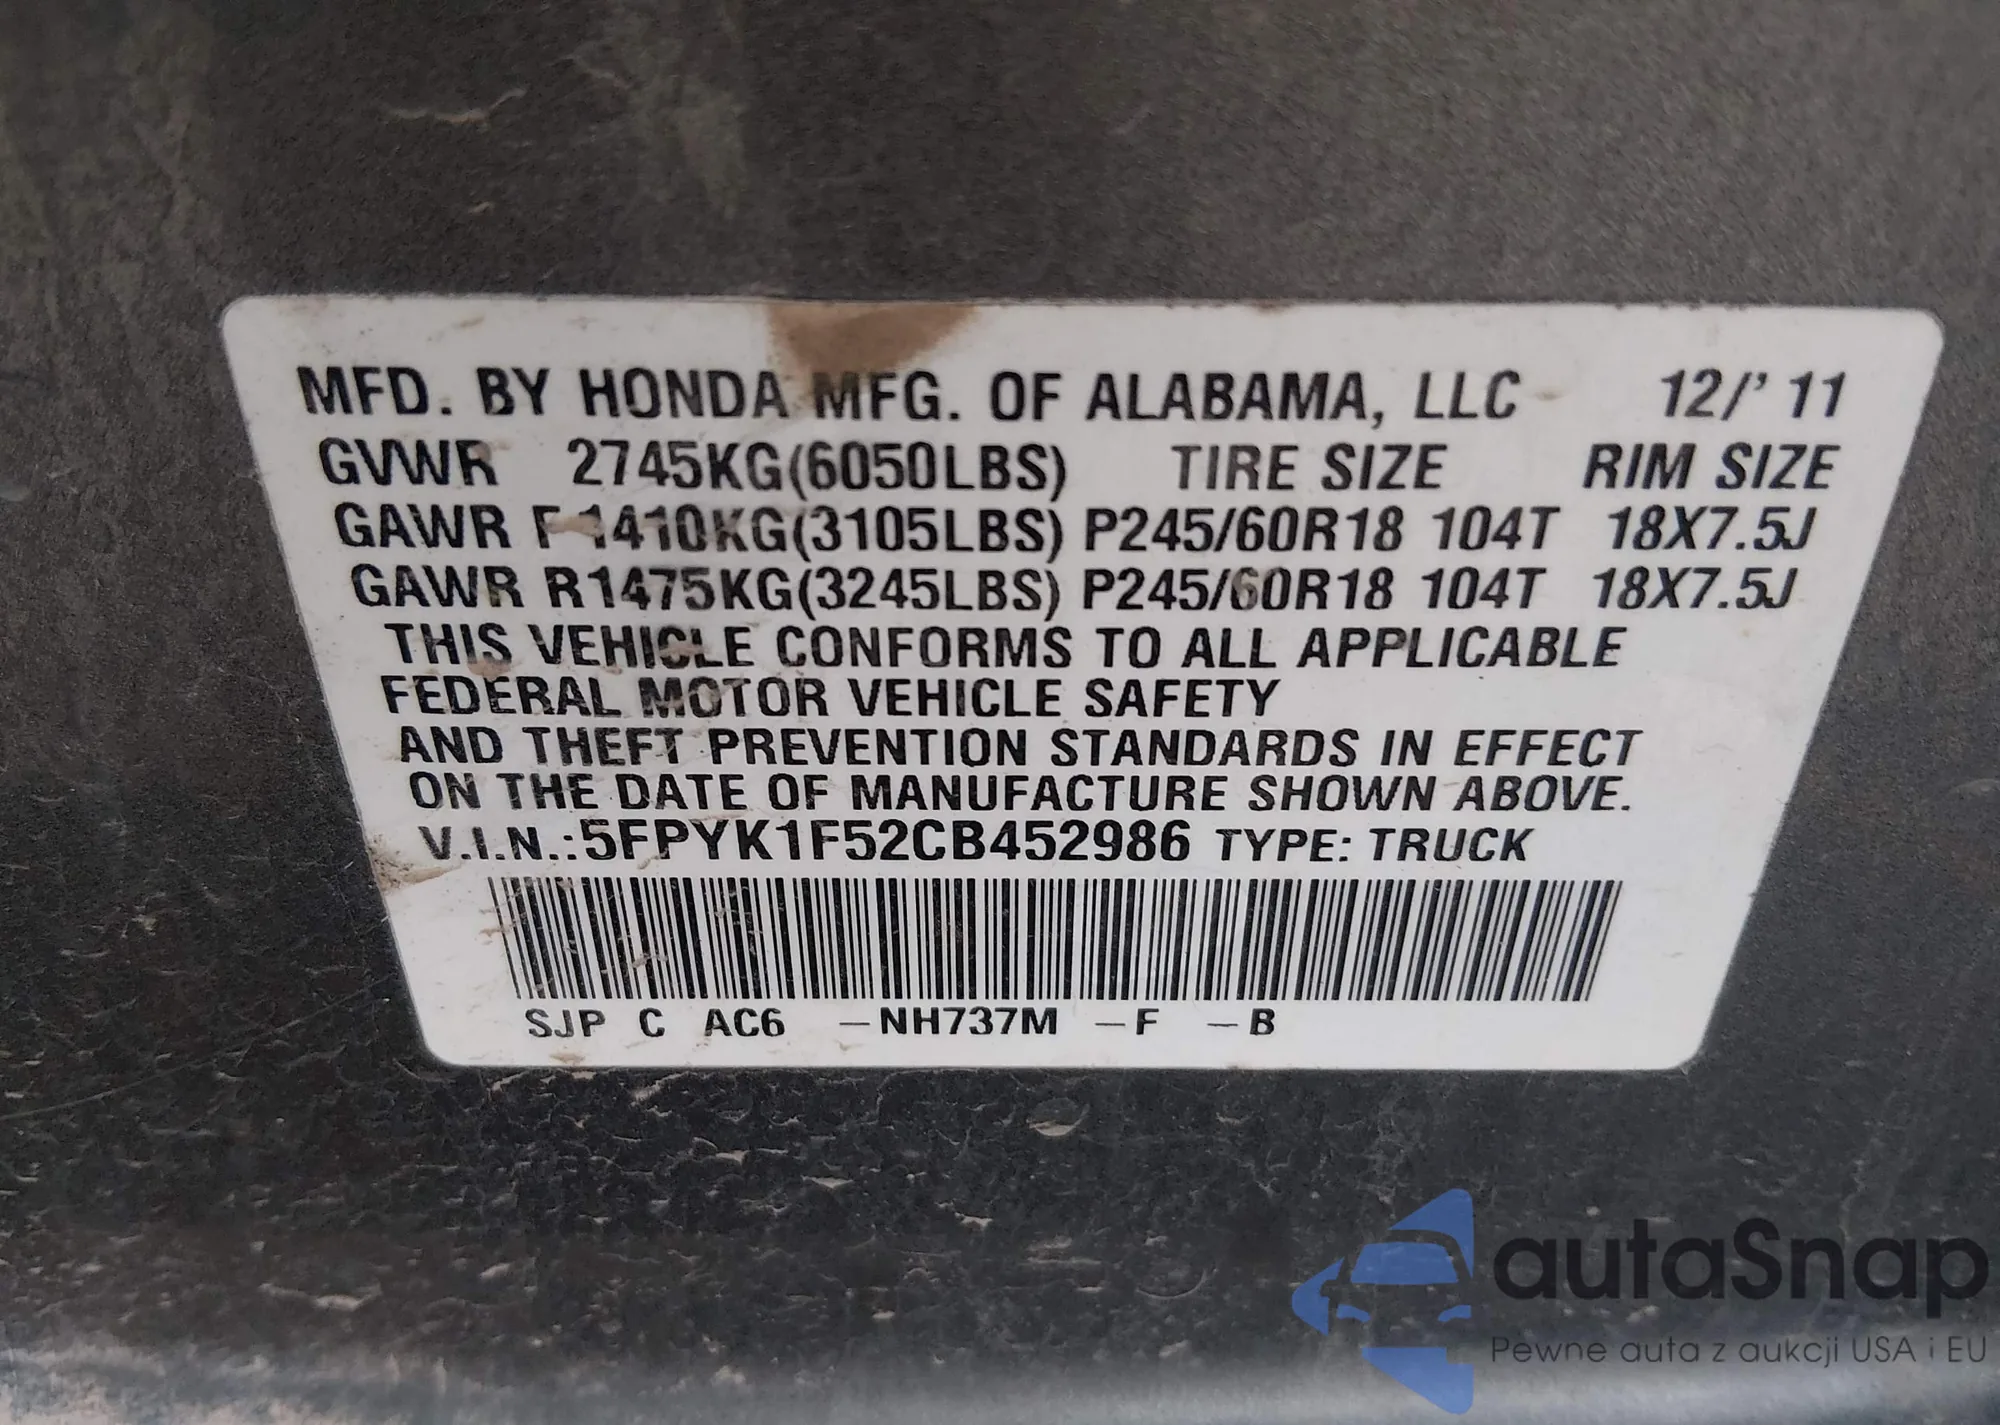 MFD. BY HONDA MFG. OF ALABAMA, LLC 12/'11
GVWR 2745KG(6050LBS) TIRE SIZE RIM SIZE
GAWR F 1410KG(3105LBS) P245/60R18 104T 18X7.5J
GAWR R1475KG(3245LBS) P245/60R18 104T 18X7.5J
THIS VEHICLE CONFORMS TO ALL APPLICABLE
FEDERAL MOTOR VEHICLE SAFETY
AND THEFT PREVENTION STANDARDS IN EFFECT
ON THE DATE OF MANUFACTURE SHOWN ABOVE.
V.I.N.:5FPYK1F52CB452986 TYPE: TRUCK
SJP C AC6 –NH737M –F –B
autaSnap
Pewne auta z aukcji USA i EU